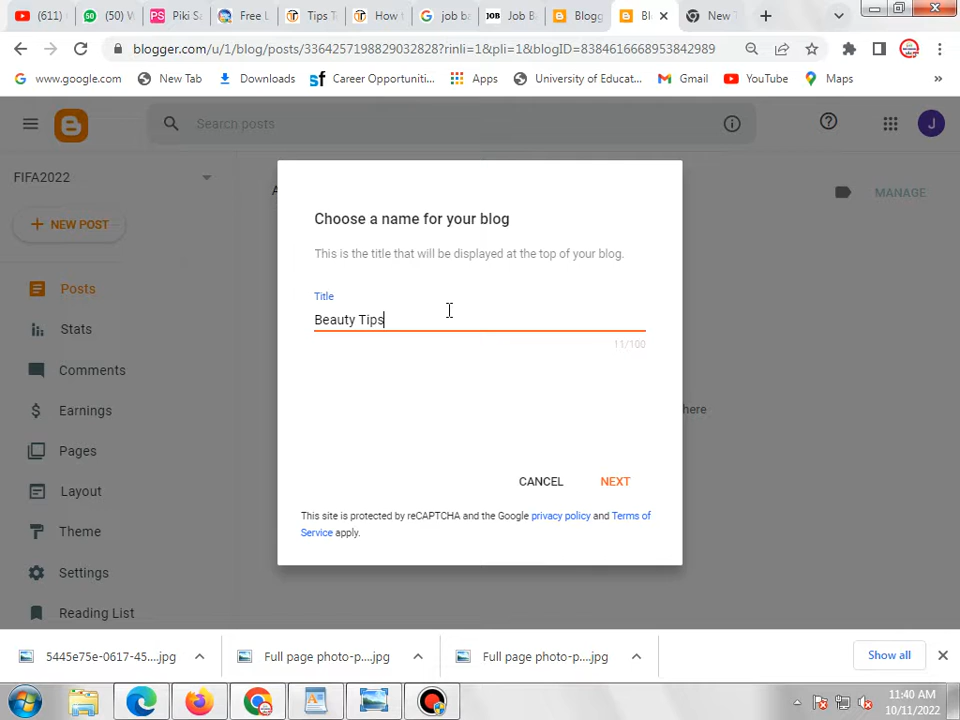 (611)
(50) W
Piki Sa
Free L
Tips T
How t
job ba
Job B
Blogg
Bl
New T
blogger.com/u/1/blog/posts/3364257198829032828?rinli=1&pli=1&blogID=8384616668953842989
www.google.com
New Tab
Downloads
Career Opportuniti...
Apps
University of Educat...
Gmail
YouTube
Maps
»
Search posts
J
FIFA2022
NEW POST
MANAGE
Posts
Stats
Comments
Earnings
Pages
Layout
Theme
Settings
Reading List
here
Choose a name for your blog
This is the title that will be displayed at the top of your blog.
Title
Beauty Tips
11/100
CANCEL
NEXT
This site is protected by reCAPTCHA and the Google privacy policy and Terms of
Service apply.
5445e75e-0617-45....jpg
Full page photo-p....jpg
Full page photo-p....jpg
Show all
11:40 AM
10/11/2022